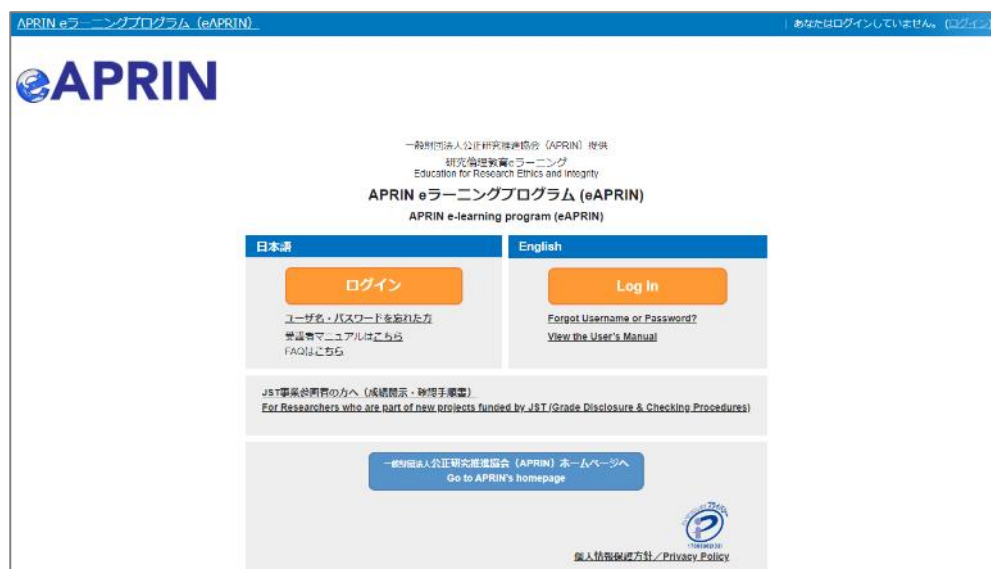 APRIN eラーニングプログラム（eAPRIN）
あなたはログインしていません。 (ログイン)
eAPRIN
一般財団法人公正研究推進協会（APRIN）提供
研究倫理教育eラーニング
Education for Research Ethics and Integrity
APRIN eラーニングプログラム (eAPRIN)
APRIN e-learning program (eAPRIN)
日本語
ログイン
ユーザ名・パスワードを忘れた方
受講者マニュアルはこちら
FAQはこちら
English
Log in
Forgot Username or Password?
View the User's Manual
JST事業参画者の方へ（成績開示・確認手順書）
For Researchers who are part of new projects funded by JST (Grade Disclosure & Checking Procedures)
一般財団法人公正研究推進協会（APRIN）ホームページへ
Go to APRIN's homepage
個人情報保護方針／Privacy Policy